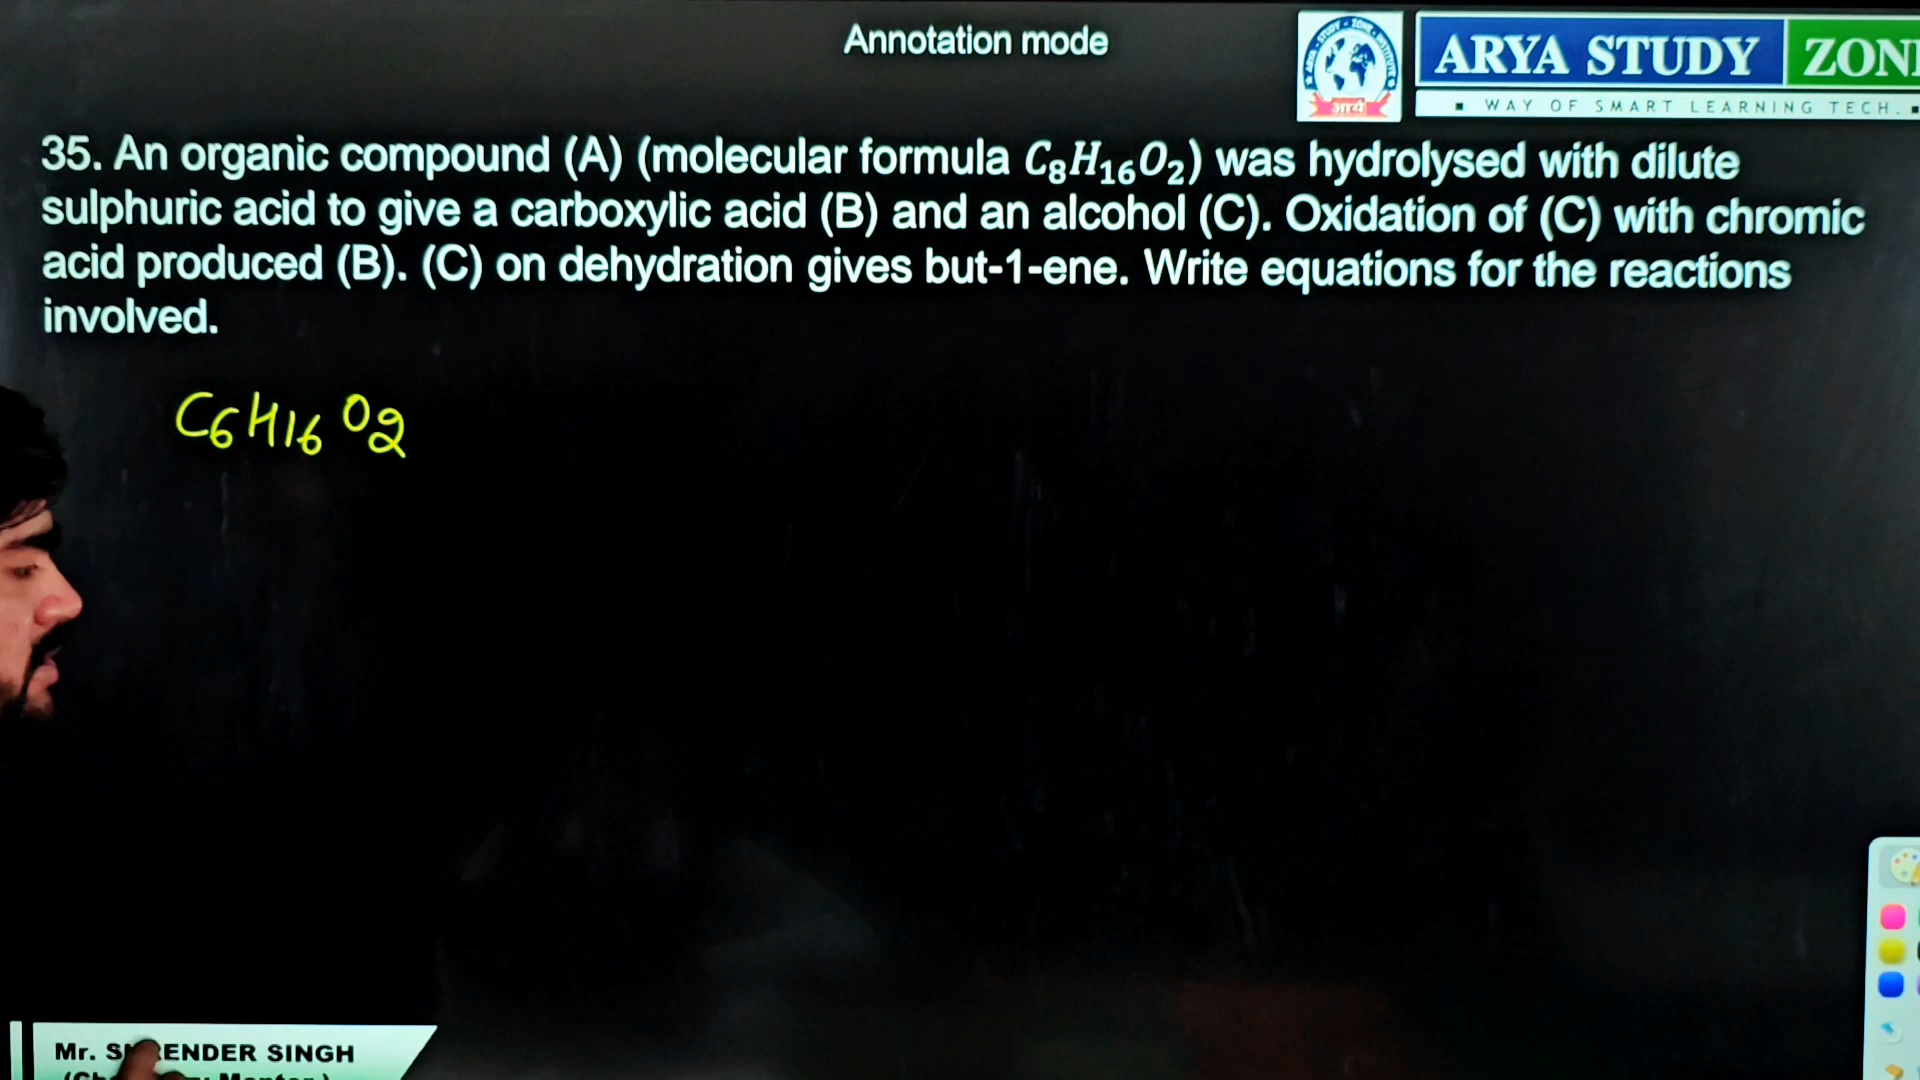 Annotation mode
ARYA STUDY ZON
WAY OF SMART LEARNING TECH.
आर्य
35. An organic compound (A) (molecular formula C₈H₁₆O₂) was hydrolysed with dilute
sulphuric acid to give a carboxylic acid (B) and an alcohol (C). Oxidation of (C) with chromic
acid produced (B). (C) on dehydration gives but-1-ene. Write equations for the reactions
involved.
C₆H₁₆O₂
Mr. SINGH